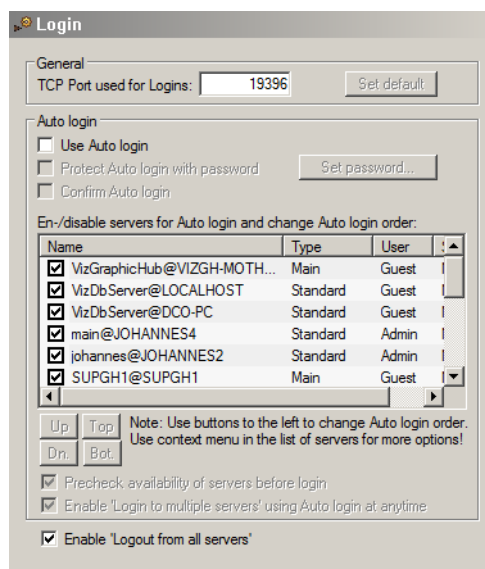 Login
General
TCP Port used for Logins: 19396 Set default
Auto login
Use Auto login
Protect Auto login with password Set password...
Confirm Auto login
En-/disable servers for Auto login and change Auto login order:
Name Type User
VizGraphicHub@VIZGH-MOTH... Main Guest
VizDbServer@LOCALHOST Standard Guest
VizDbServer@DCO-PC Standard Guest
main@JOHANNES4 Standard Admin
johannes@JOHANNES2 Standard Admin
SUPGH1@SUPGH1 Main Guest
Up Top Note: Use buttons to the left to change Auto login order.
Dn. Bot. Use context menu in the list of servers for more options!
Precheck availability of servers before login
Enable 'Login to multiple servers' using Auto login at anytime
Enable 'Logout from all servers'